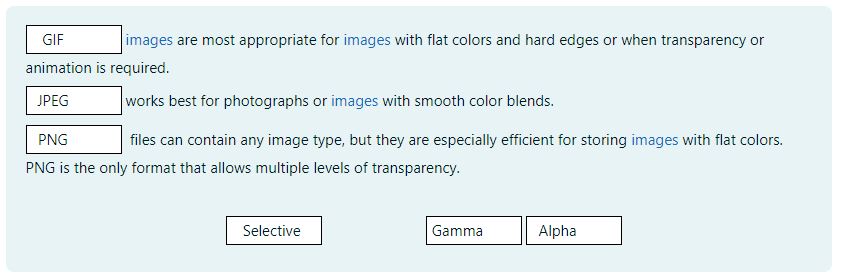 GIF images are most appropriate for images with flat colors and hard edges or when transparency or
animation is required.
JPEG works best for photographs or images with smooth color blends.
PNG files can contain any image type, but they are especially efficient for storing images with flat colors.
PNG is the only format that allows multiple levels of transparency.
Selective Gamma Alpha